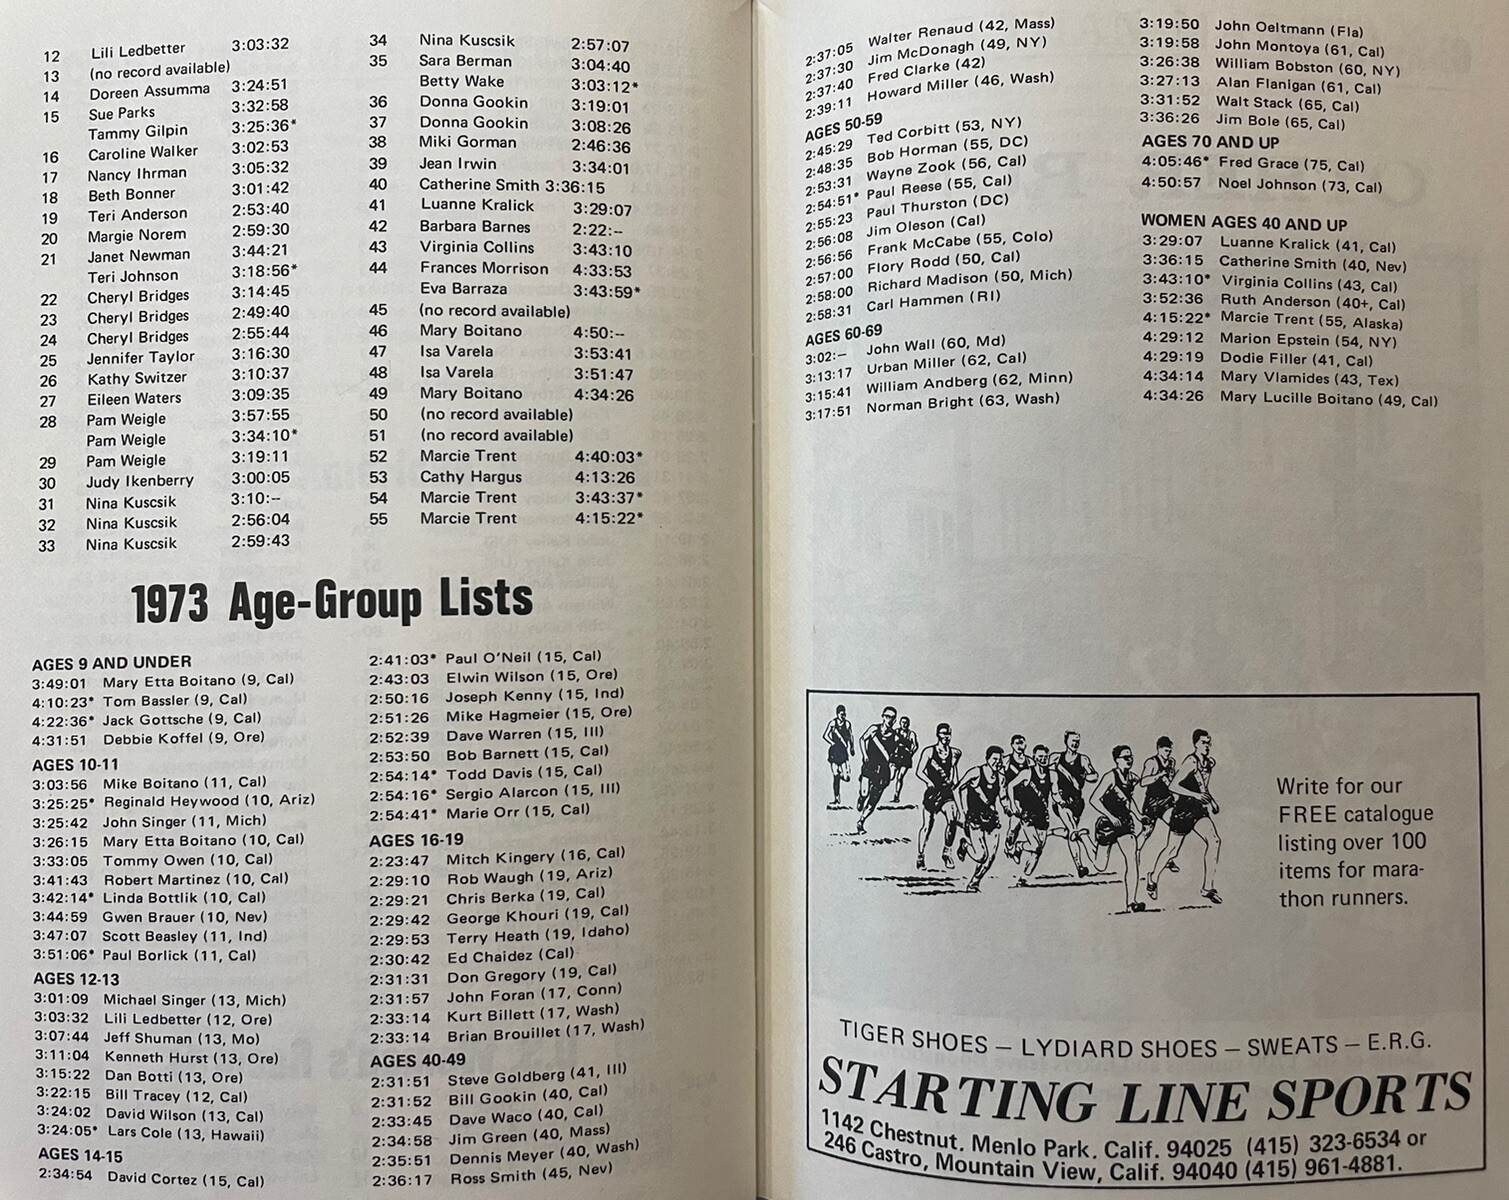 12 Lili Ledbetter 3:03:32
13 (no record available)
14 Doreen Assumma 3:24:51
15 Sue Parks 3:32:58
Tammy Gilpin 3:25:36*
16 Caroline Walker 3:02:53
17 Nancy Ihrman 3:05:32
18 Beth Bonner 3:01:42
19 Teri Anderson 2:53:40
20 Margie Norem 2:59:30
21 Janet Newman 3:44:21
Teri Johnson 3:18:56*
22 Cheryl Bridges 3:14:45
23 Cheryl Bridges 2:49:40
24 Cheryl Bridges 2:55:44
25 Jennifer Taylor 3:16:30
26 Kathy Switzer 3:10:37
27 Eileen Waters 3:09:35
28 Pam Weigle 3:57:55
Pam Weigle 3:34:10*
29 Pam Weigle 3:19:11
30 Judy Ikenberry 3:00:05
31 Nina Kuscsik 3:10:--
32 Nina Kuscsik 2:56:04
33 Nina Kuscsik 2:59:43
34 Nina Kuscsik 2:57:07
35 Sara Berman 3:04:40
Betty Wake 3:03:12*
36 Donna Gookin 3:19:01
37 Donna Gookin 3:08:26
38 Miki Gorman 2:46:36
39 Jean Irwin 3:34:01
40 Catherine Smith 3:36:15
41 Luanne Kralick 3:29:07
42 Barbara Barnes 2:22:--
43 Virginia Collins 3:43:10
44 Frances Morrison 4:33:53
Eva Barraza 3:43:59*
45 (no record available)
46 Mary Boitano 4:50:--
47 Isa Varela 3:53:41
48 Isa Varela 3:51:47
49 Mary Boitano 4:34:26
50 (no record available)
51 (no record available)
52 Marcie Trent 4:40:03*
53 Cathy Hargus 4:13:26
54 Marcie Trent 3:43:37*
55 Marcie Trent 4:15:22*
1973 Age-Group Lists
AGES 9 AND UNDER
3:49:01 Mary Etta Boitano (9, Cal)
4:10:23* Tom Bassler (9, Cal)
4:22:36* Jack Gottsche (9, Cal)
4:31:51 Debbie Koffel (9, Ore)
AGES 10-11
3:03:56 Mike Boitano (11, Cal)
3:25:25* Reginald Heywood (10, Ariz)
3:25:42 John Singer (11, Mich)
3:26:15 Mary Etta Boitano (10, Cal)
3:33:05 Tommy Owen (10, Cal)
3:41:43 Robert Martinez (10, Cal)
3:42:14* Linda Bottlik (10, Cal)
3:44:59 Gwen Brauer (10, Nev)
3:47:07 Scott Beasley (11, Ind)
3:51:06* Paul Borlick (11, Cal)
AGES 12-13
3:01:09 Michael Singer (13, Mich)
3:03:32 Lili Ledbetter (12, Ore)
3:07:44 Jeff Shuman (13, Mo)
3:11:04 Kenneth Hurst (13, Ore)
3:15:22 Dan Botti (13, Ore)
3:22:15 Bill Tracey (12, Cal)
3:24:02 David Wilson (13, Cal)
3:24:05* Lars Cole (13, Hawaii)
AGES 14-15
2:34:54 David Cortez (15, Cal)
2:41:03* Paul O'Neil (15, Cal)
2:43:03 Elwin Wilson (15, Ore)
2:50:16 Joseph Kenny (15, Ind)
2:51:26 Mike Hagmeier (15, Ore)
2:52:39 Dave Warren (15, Ill)
2:53:50 Bob Barnett (15, Cal)
2:54:14* Todd Davis (15, Cal)
2:54:16* Sergio Alarcon (15, Ill)
2:54:41* Marie Orr (15, Cal)
AGES 16-19
2:23:47 Mitch Kingery (16, Cal)
2:29:10 Rob Waugh (19, Ariz)
2:29:21 Chris Berka (19, Cal)
2:29:42 George Khouri (19, Cal)
2:29:53 Terry Heath (19, Idaho)
2:30:42 Ed Chaidez (Cal)
2:31:31 Don Gregory (19, Cal)
2:31:57 John Foran (17, Conn)
2:33:14 Kurt Billett (17, Wash)
2:33:14 Brian Brouillet (17, Wash)
AGES 40-49
2:31:51 Steve Goldberg (41, Ill)
2:31:52 Bill Gookin (40, Cal)
2:33:45 Dave Waco (40, Cal)
2:34:58 Jim Green (40, Mass)
2:35:51 Dennis Meyer (40, Wash)
2:36:17 Ross Smith (45, Nev)
2:37:05 Walter Renaud (42, Mass)
2:37:30 Jim McDonagh (49, NY)
2:37:40 Fred Clarke (42)
2:39:11 Howard Miller (46, Wash)
AGES 50-59
2:45:29 Ted Corbitt (53, NY)
2:48:35 Bob Horman (55, DC)
2:53:31 Wayne Zook (56, Cal)
2:54:51* Paul Reese (55, Cal)
2:55:23 Paul Thurston (DC)
2:56:08 Jim Oleson (Cal)
2:56:56 Frank McCabe (55, Colo)
2:57:00 Flory Rodd (50, Cal)
2:58:00 Richard Madison (50, Mich)
2:58:31 Carl Hammen (RI)
AGES 60-69
3:02:-- John Wall (60, Md)
3:13:17 Urban Miller (62, Cal)
3:15:41 William Andberg (62, Minn)
3:17:51 Norman Bright (63, Wash)
3:19:50 John Oeltmann (Fla)
3:19:58 John Montoya (61, Cal)
3:26:38 William Bobston (60, NY)
3:27:13 Alan Flanigan (61, Cal)
3:31:52 Walt Stack (65, Cal)
3:36:26 Jim Bole (65, Cal)
AGES 70 AND UP
4:05:46* Fred Grace (75, Cal)
4:50:57 Noel Johnson (73, Cal)
WOMEN AGES 40 AND UP
3:29:07 Luanne Kralick (41, Cal)
3:36:15 Catherine Smith (40, Nev)
3:43:10* Virginia Collins (43, Cal)
3:52:36 Ruth Anderson (40+, Cal)
4:15:22* Marcie Trent (55, Alaska)
4:29:12 Marion Epstein (54, NY)
4:29:19 Dodie Filler (41, Cal)
4:34:14 Mary Vlamides (43, Tex)
4:34:26 Mary Lucille Boitano (49, Cal)
Write for our
FREE catalogue
listing over 100
items for mara-
thon runners.
TIGER SHOES – LYDIARD SHOES – SWEATS – E.R.G.
STARTING LINE SPORTS
1142 Chestnut. Menlo Park. Calif. 94025 (415) 323-6534 or
246 Castro, Mountain View, Calif. 94040 (415) 961-4881.